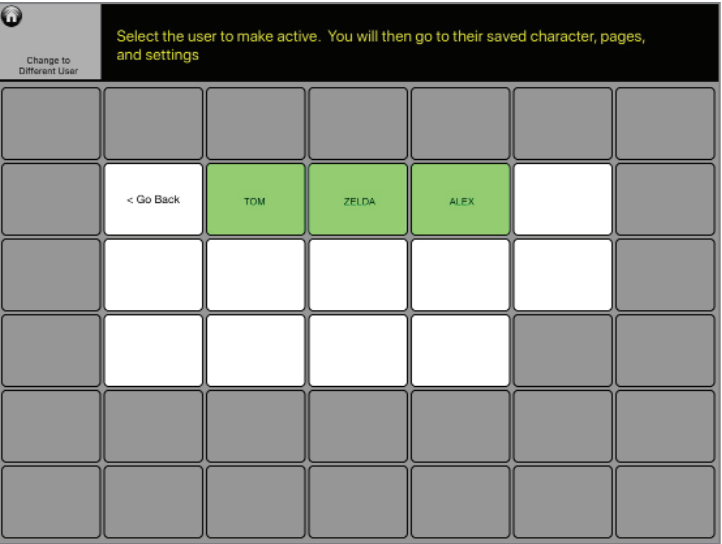 Change to
Different User
Select the user to make active.  You will then go to their saved character, pages,
and settings
< Go Back
TOM
ZELDA
ALEX